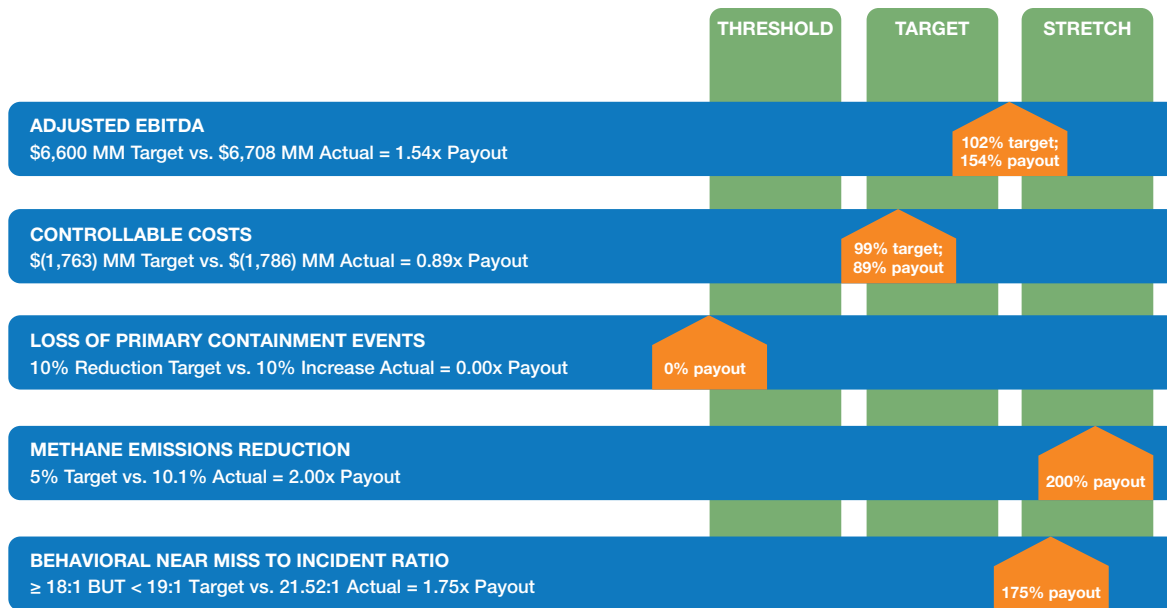 THRESHOLD TARGET STRETCH
ADJUSTED EBITDA
$6,600 MM Target vs. $6,708 MM Actual = 1.54x Payout
102% target;
154% payout
CONTROLLABLE COSTS
$(1,763) MM Target vs. $(1,786) MM Actual = 0.89x Payout
99% target;
89% payout
LOSS OF PRIMARY CONTAINMENT EVENTS
10% Reduction Target vs. 10% Increase Actual = 0.00x Payout
0% payout
METHANE EMISSIONS REDUCTION
5% Target vs. 10.1% Actual = 2.00x Payout
200% payout
BEHAVIORAL NEAR MISS TO INCIDENT RATIO
≥ 18:1 BUT < 19:1 Target vs. 21.52:1 Actual = 1.75x Payout
175% payout